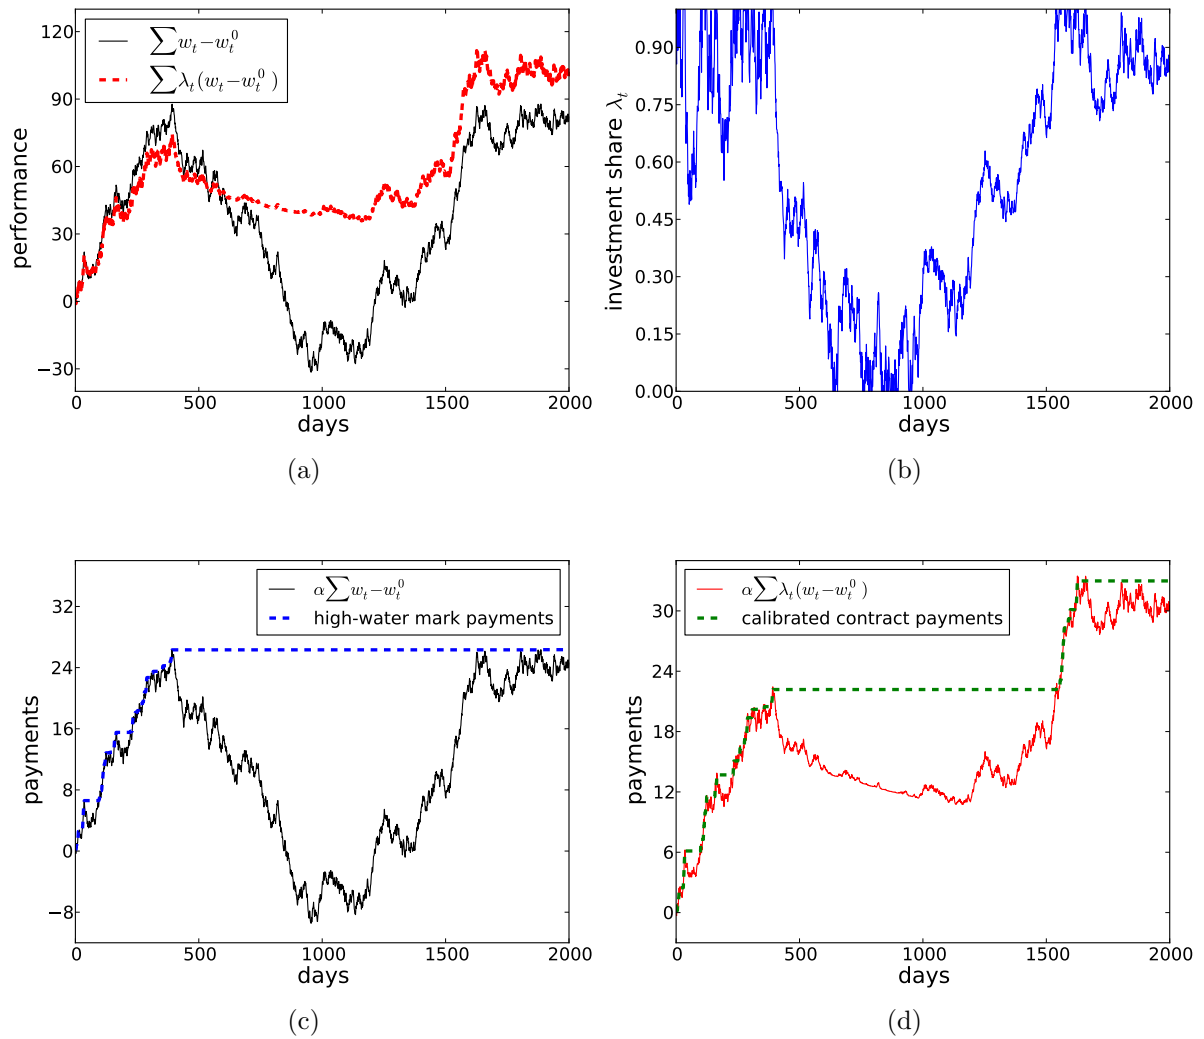 120
90
60
30
0
−30
performance
∑ w_t − w_t^0
∑ λ_t(w_t − w_t^0 )
0 500 1000 1500 2000
days
(a)
0.90
0.75
0.60
0.45
0.30
0.15
0.00
investment share λ_t
0 500 1000 1500 2000
days
(b)
32
24
16
8
0
−8
payments
α∑ w_t − w_t^0
high-water mark payments
0 500 1000 1500 2000
days
(c)
30
24
18
12
6
0
payments
α∑ λ_t(w_t − w_t^0 )
calibrated contract payments
0 500 1000 1500 2000
days
(d)